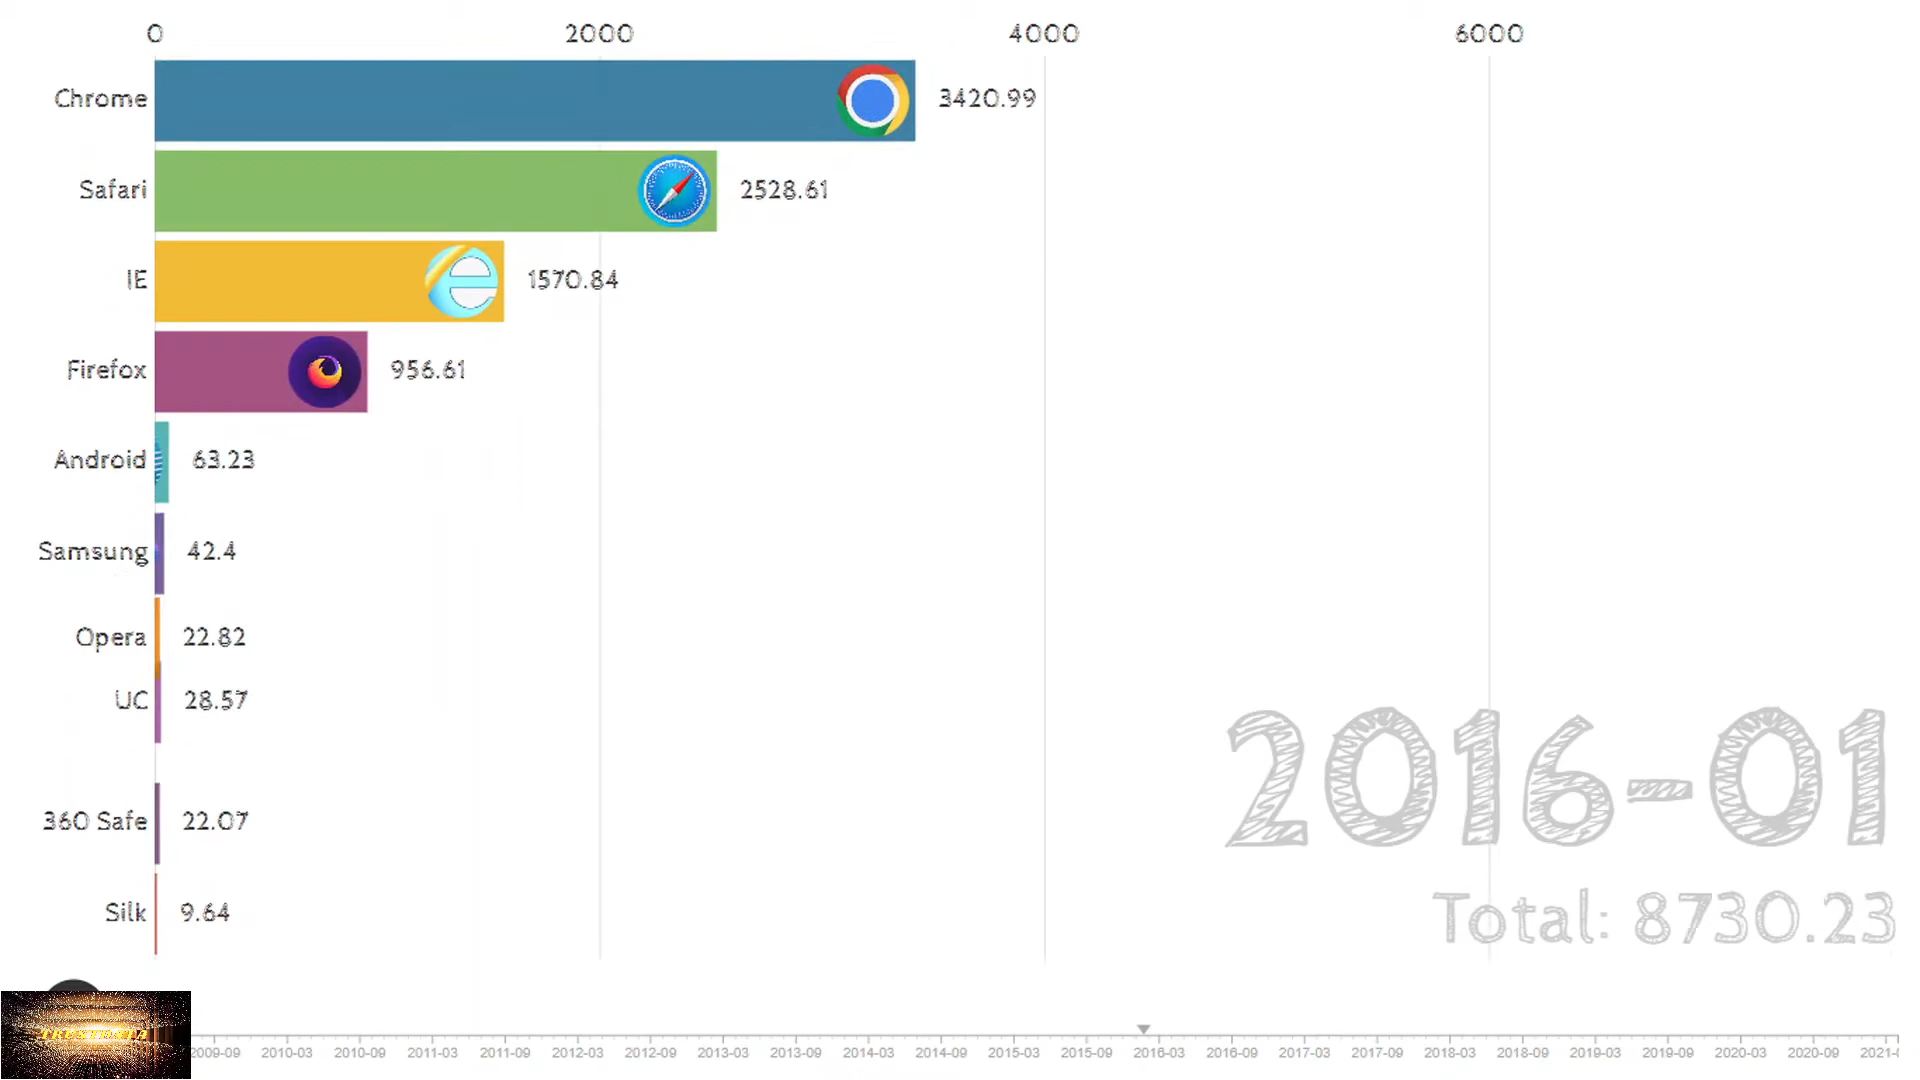 0 2000 4000 6000
Chrome 3420.99
Safari 2528.61
IE 1570.84
Firefox 956.61
Android 63.23
Samsung 42.4
Opera 22.82
UC 28.57
360 Safe 22.07
Silk 9.64
2016-01
Total: 8730.23
2009-09 2010-03 2010-09 2011-03 2011-09 2012-03 2012-09 2013-03 2013-09 2014-03 2014-09 2015-03 2015-09 2016-03 2016-09 2017-03 2017-09 2018-03 2018-09 2019-03 2019-09 2020-03 2020-09